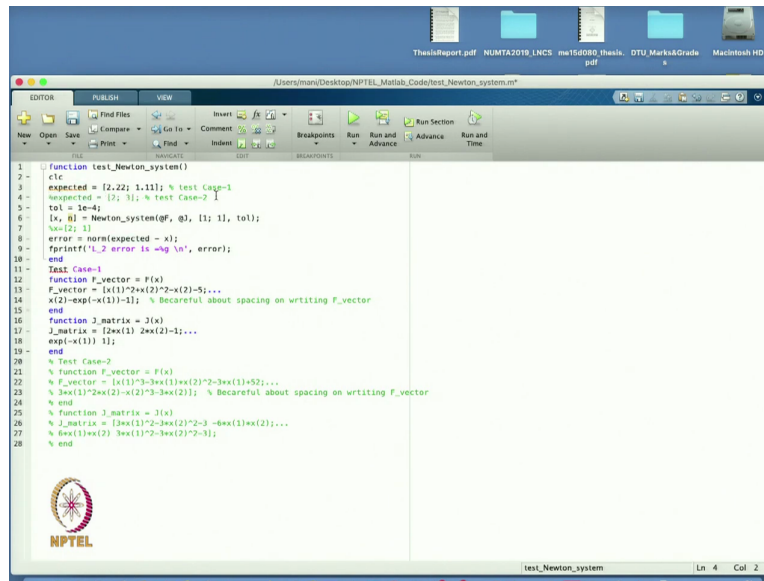 ThesisReport.pdf NUMTA2019_LNCS me15d080_thesis.pdf DTU_Marks&Grades Macintosh HD
/Users/mani/Desktop/NPTEL_Matlab_Code/test_Newton_system.m*
EDITOR PUBLISH VIEW
Find Files Insert fx
Compare Go To Comment Run Section
New Open Save Print Find Indent Breakpoints Run Run and Advance Advance Run and Time
FILE NAVIGATE EDIT BREAKPOINTS RUN
1 function test_Newton_system()
2 - clc
3 expected = [2.22; 1.11]; % test Case-1
4 - %expected = [2; 3]; % test Case-2
5 - tol = 1e-4;
6 - [x, n] = Newton_system(@F, @J, [1; 1], tol);
7 %x=[2; 1]
8 - error = norm(expected - x);
9 - fprintf('L_2 error is =%g \n', error);
10 - end
11 - Test Case-1
12 function F_vector = F(x)
13 - F_vector = [x(1)^2+x(2)^2-x(2)-5;...
14 x(2)-exp(-x(1))-1]; % Becareful about spacing on wrtiting F_vector
15 - end
16 function J_matrix = J(x)
17 - J_matrix = [2*x(1) 2*x(2)-1;...
18 exp(-x(1)) 1];
19 - end
20 % Test Case-2
21 % function F_vector = F(x)
22 % F_vector = [x(1)^3-3*x(1)*x(2)^2-3*x(1)+52;...
23 % 3*x(1)^2*x(2)-x(2)^3-3*x(2)]; % Becareful about spacing on wrtiting F_vector
24 % end
25 % function J_matrix = J(x)
26 % J_matrix = [3*x(1)^2-3*x(2)^2-3 -6*x(1)*x(2);...
27 % 6*x(1)*x(2) 3*x(1)^2-3*x(2)^2-3];
28 % end
NPTEL
test_Newton_system Ln 4 Col 2